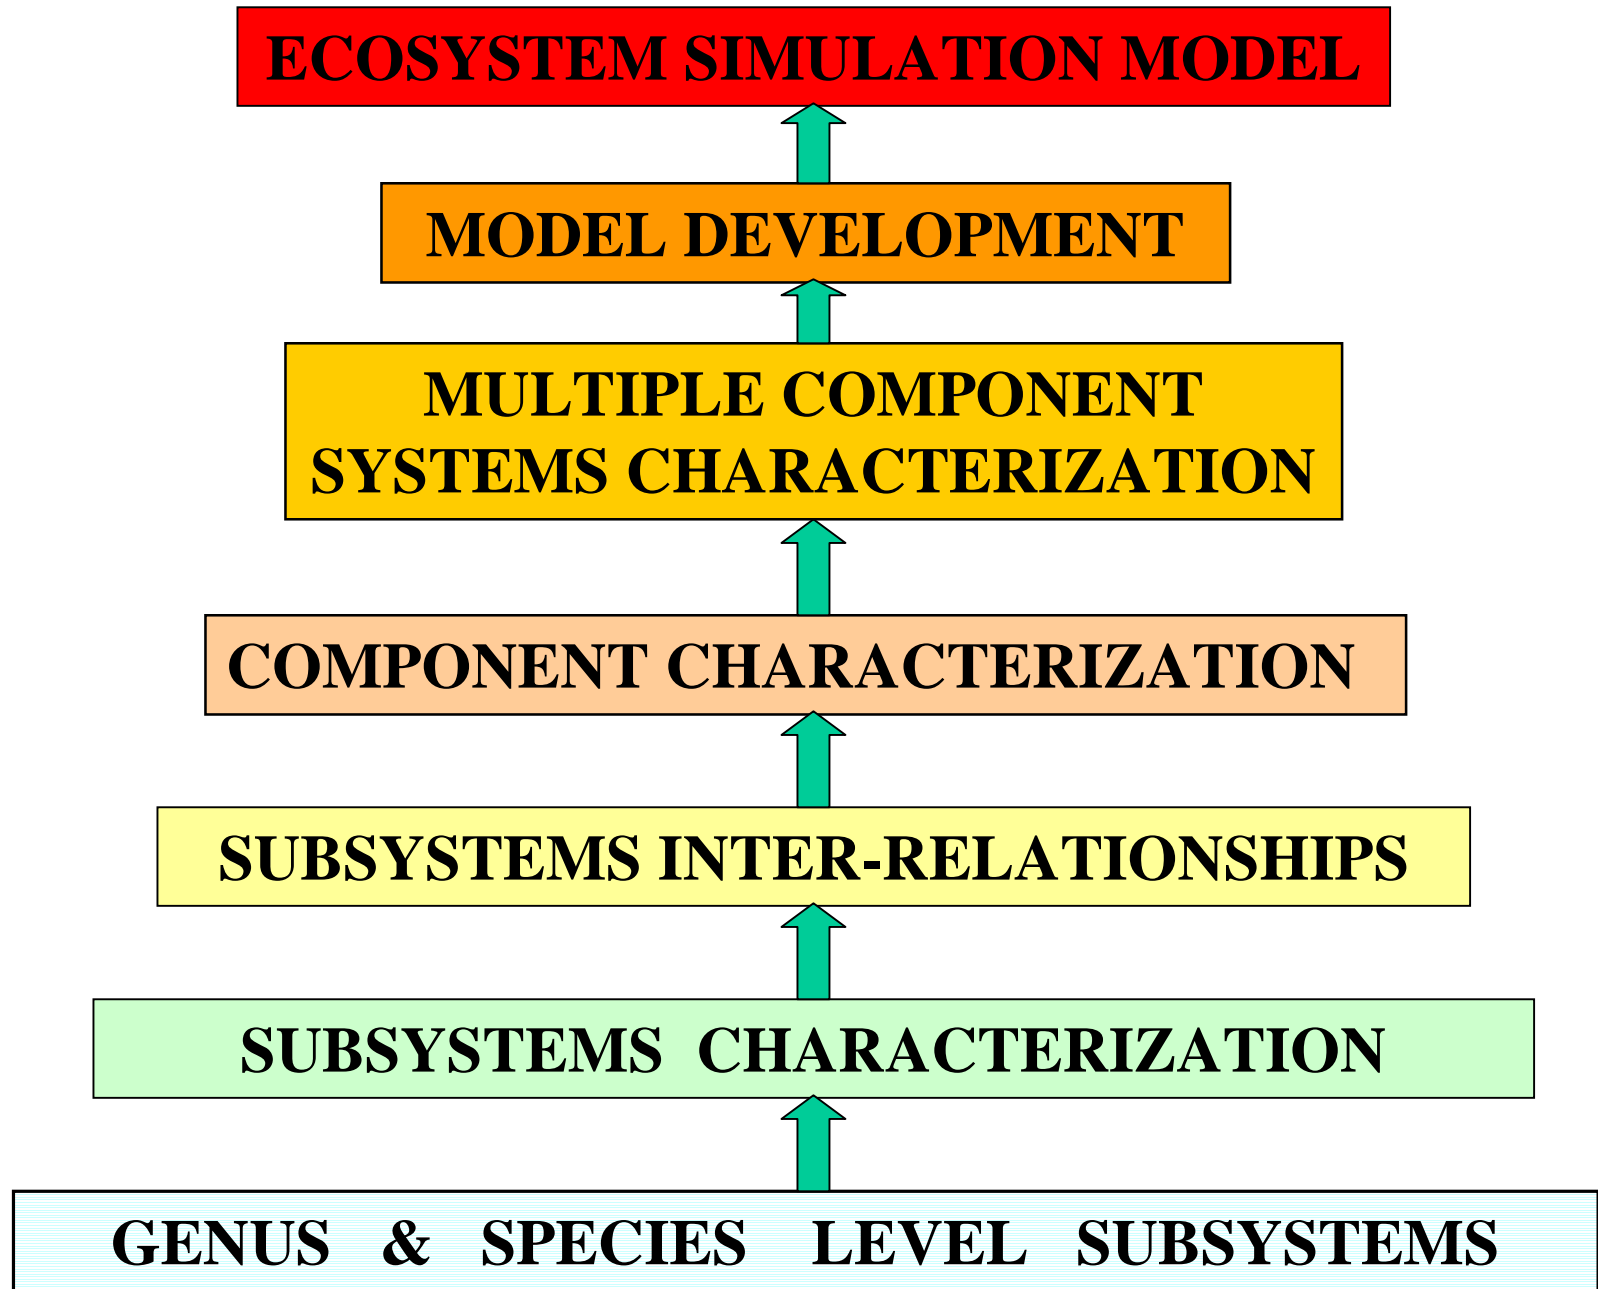 ECOSYSTEM SIMULATION MODEL
MODEL DEVELOPMENT
MULTIPLE COMPONENT
SYSTEMS CHARACTERIZATION
COMPONENT CHARACTERIZATION
SUBSYSTEMS INTER-RELATIONSHIPS
SUBSYSTEMS CHARACTERIZATION
GENUS & SPECIES LEVEL SUBSYSTEMS